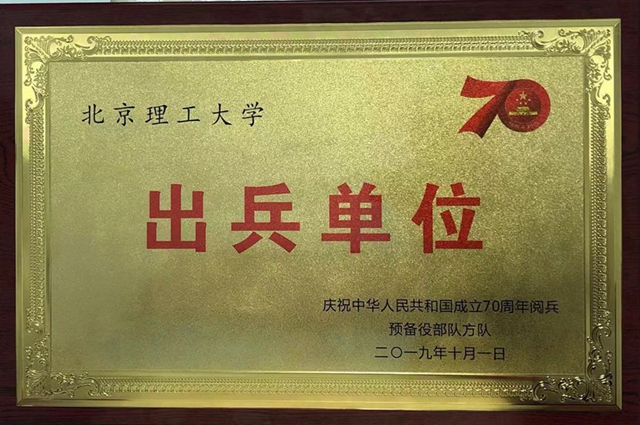 北京理工大学
70
出兵单位
庆祝中华人民共和国成立70周年阅兵
预备役部队方队
二〇一九年十月一日